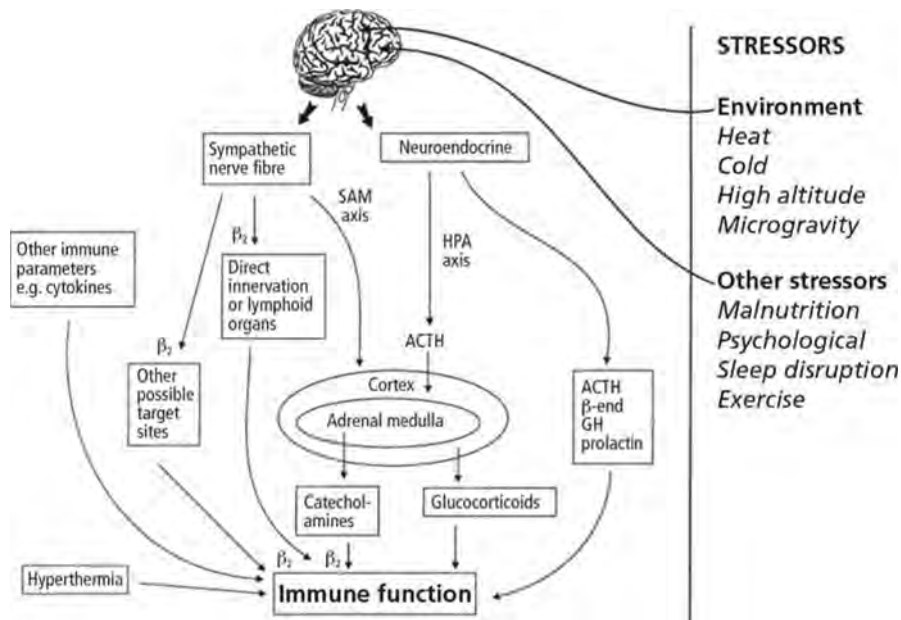 STRESSORS
Environment
Heat
Cold
High altitude
Microgravity
Other stressors
Malnutrition
Psychological
Sleep disruption
Exercise
Sympathetic
nerve fibre
Neuroendocrine
SAM
axis
HPA
axis
β₂
Other immune
parameters
e.g. cytokines
Direct
innervation
or lymphoid
organs
β₂
Other
possible
target
sites
ACTH
Cortex
Adrenal medulla
ACTH
β-end
GH
prolactin
Catechol-
amines
Glucocorticoids
β₂
β₂
Hyperthermia
Immune function